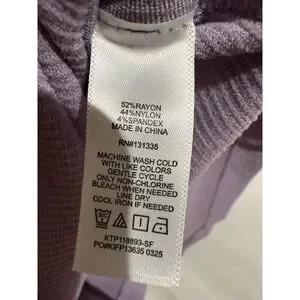 52%RAYON
44%NYLON
4%SPANDEX
MADE IN CHINA
RN#131335
MACHINE WASH COLD
WITH LIKE COLORS
GENTLE CYCLE
ONLY NON-CHLORINE
BLEACH WHEN NEEDED
LINE DRY
COOL IRON IF NEEDED
KTP118893-SF
PO#KIFP13635 0325